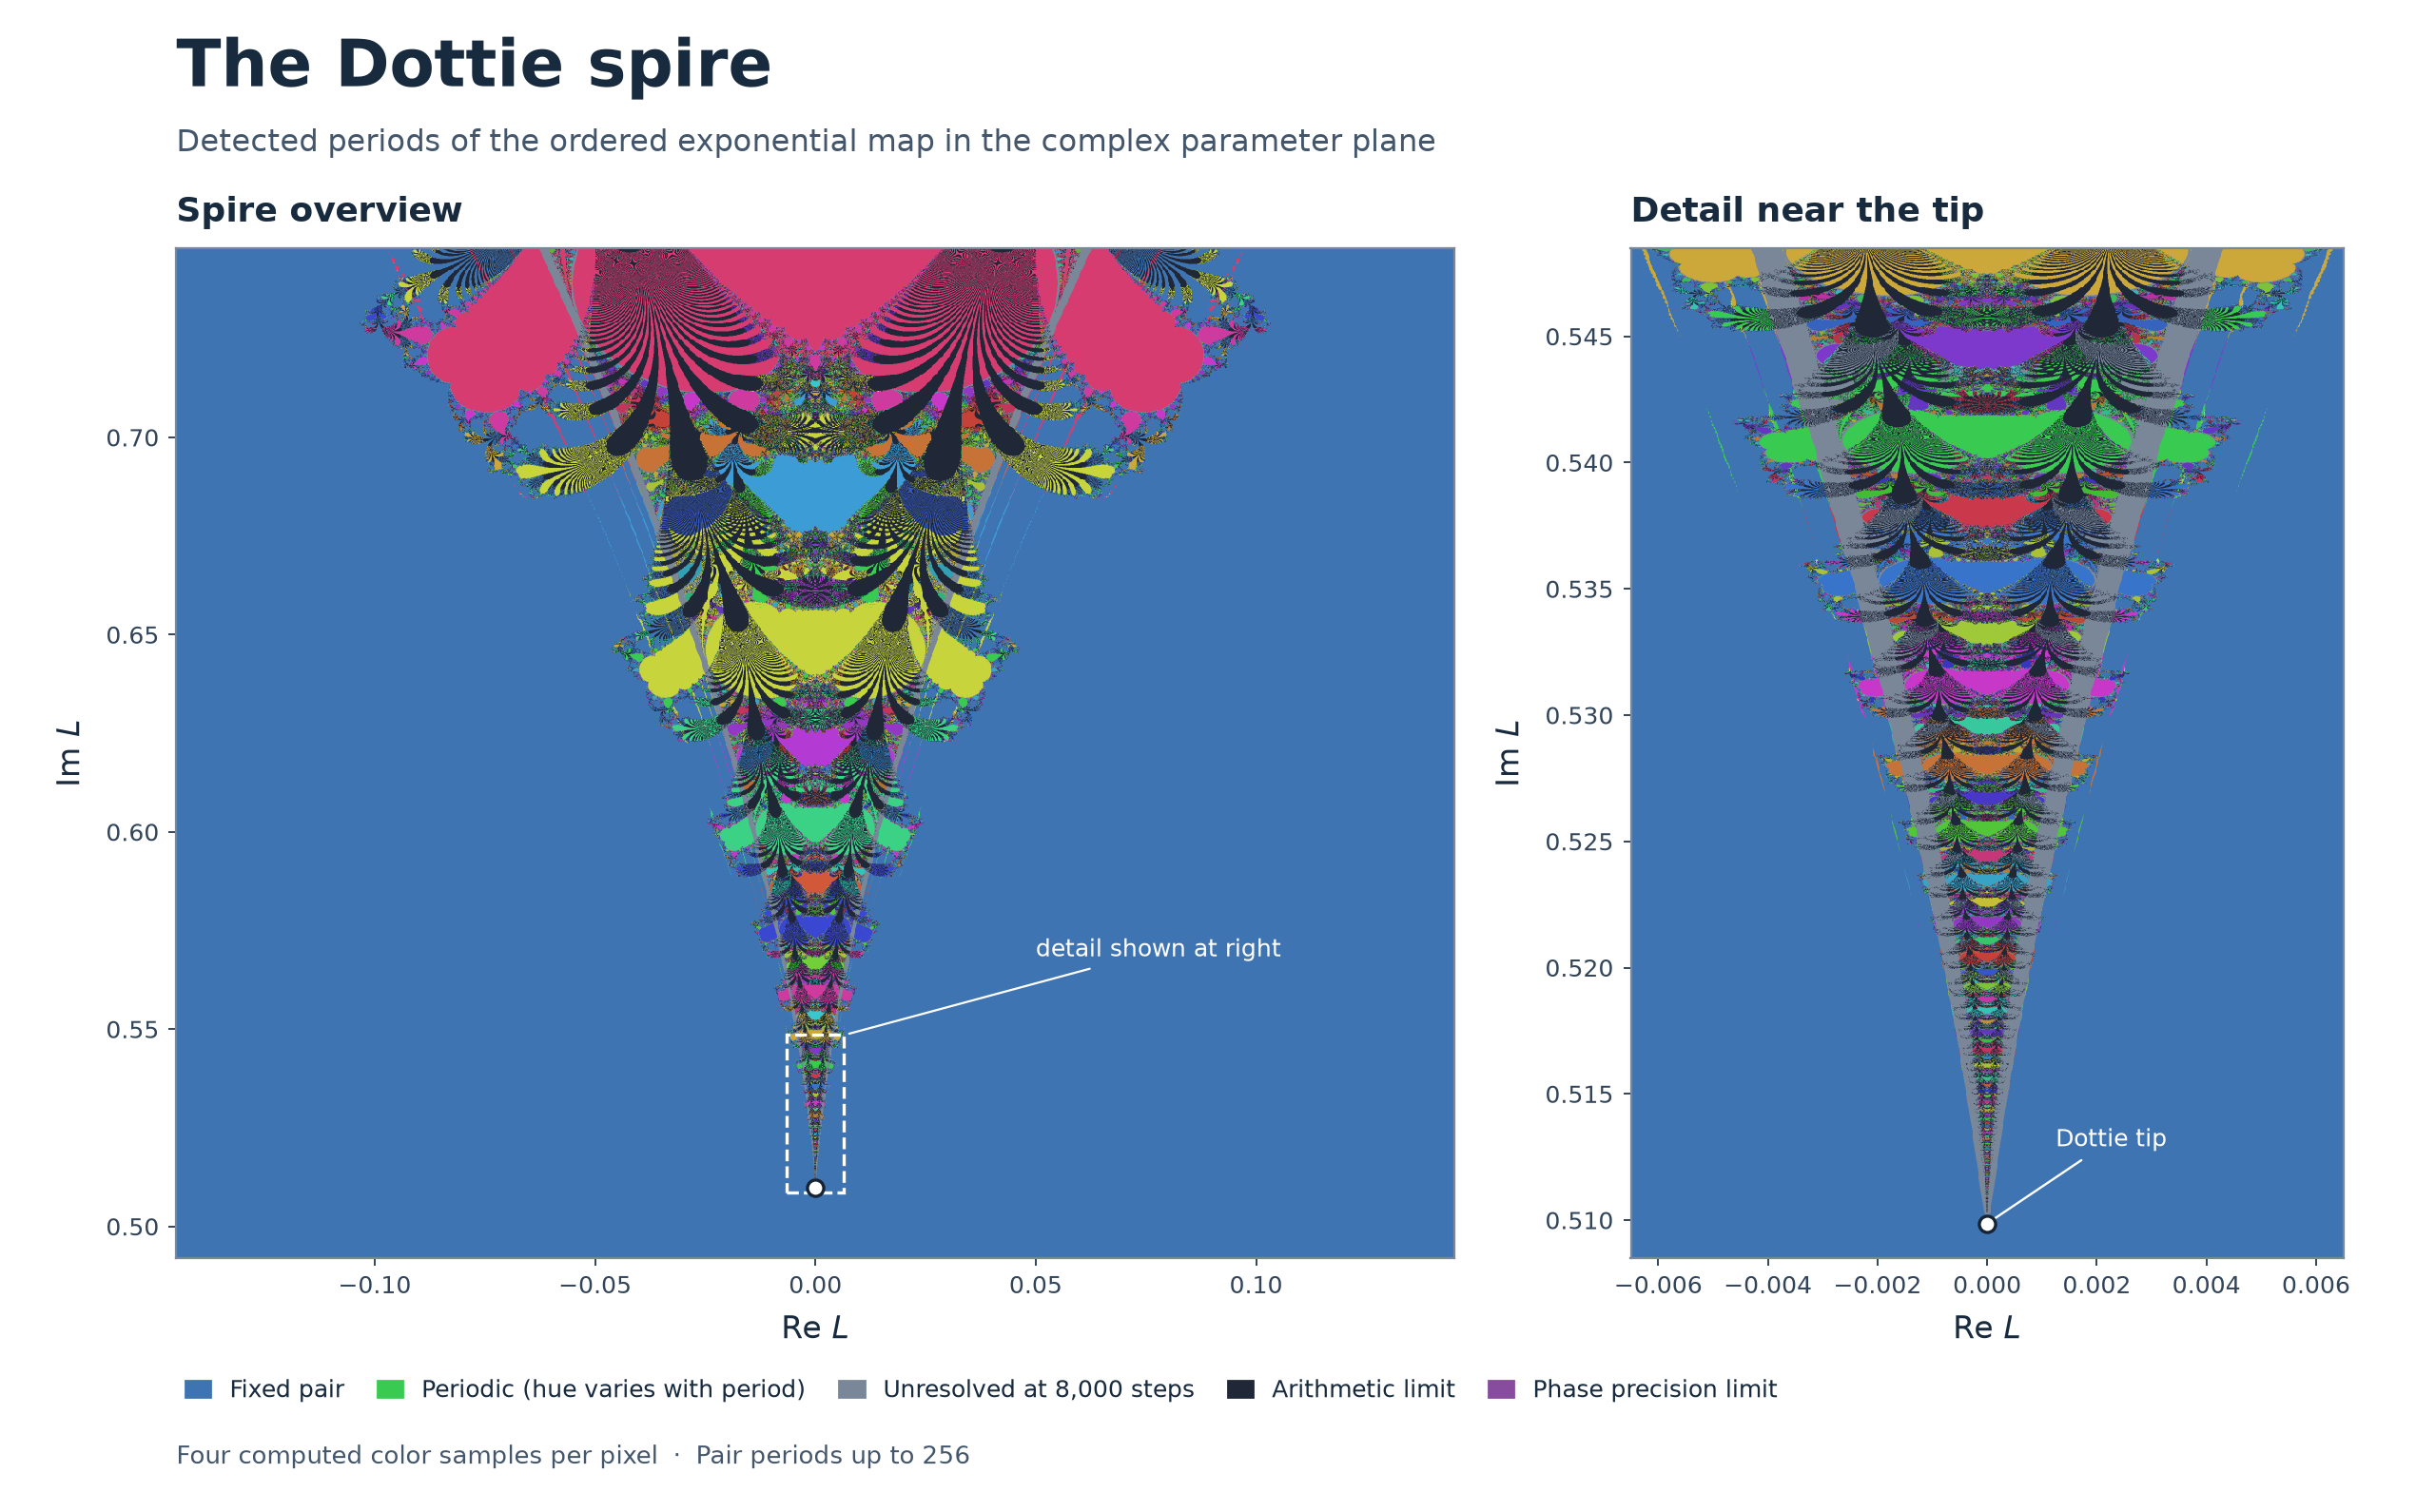 The Dottie spire
Detected periods of the ordered exponential map in the complex parameter plane
Spire overview
Im L
0.70
0.65
0.60
0.55
0.50
detail shown at right
−0.10
−0.05
0.00
0.05
0.10
Re L
Detail near the tip
Im L
0.545
0.540
0.535
0.530
0.525
0.520
0.515
0.510
Dottie tip
−0.006
−0.004
−0.002
0.000
0.002
0.004
0.006
Re L
Fixed pair
Periodic (hue varies with period)
Unresolved at 8,000 steps
Arithmetic limit
Phase precision limit
Four computed color samples per pixel · Pair periods up to 256